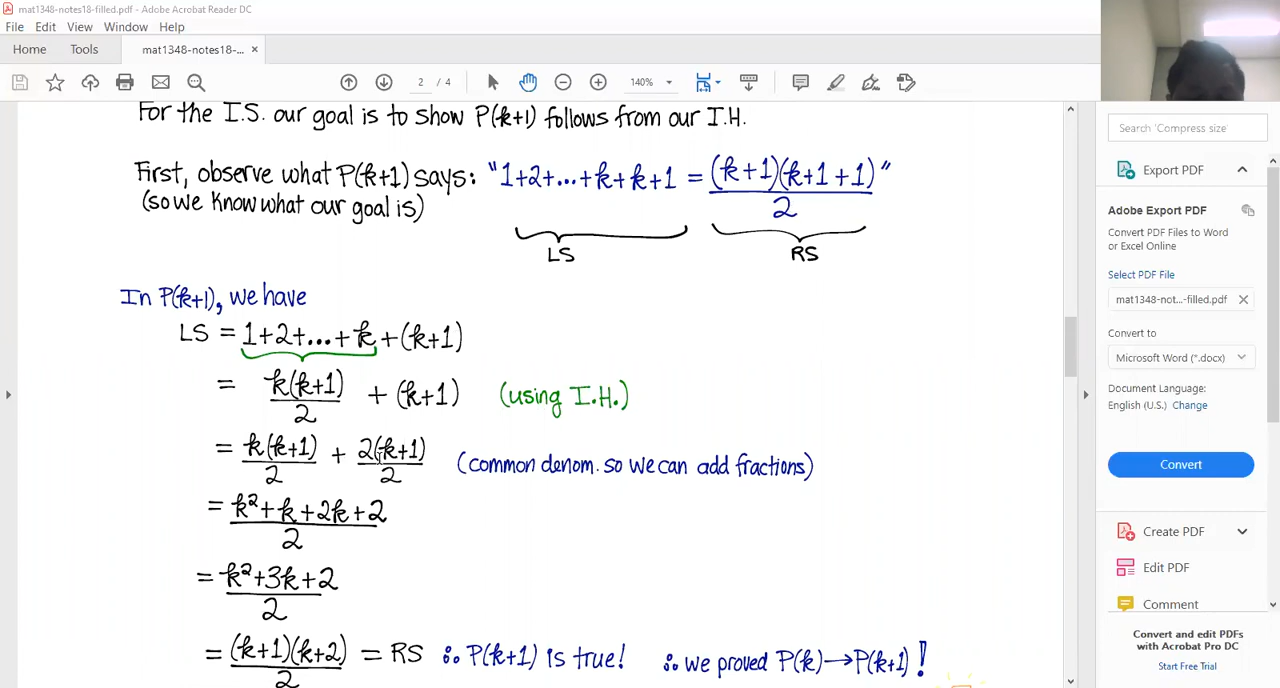 mat1348-notes18-filled.pdf - Adobe Acrobat Reader DC
File Edit View Window Help
Home Tools mat1348-notes18-... ×
2 / 4 140%
Search 'Compress size'
For the I.S. our goal is to show P(k+1) follows from our I.H.
First, observe what P(k+1) says: "1+2+...+k+k+1 = (k+1)(k+1+1)/2"
(so we know what our goal is)
LS RS
In P(k+1), we have
LS = 1+2+...+k+(k+1)
= k(k+1)/2 + (k+1) (using I.H.)
= k(k+1)/2 + 2(k+1)/2 (common denom. so we can add fractions)
= k²+k+2k+2/2
= k²+3k+2/2
= (k+1)(k+2)/2 = RS ∴ P(k+1) is true! ∴ we proved P(k)→P(k+1)!
Export PDF
Adobe Export PDF
Convert PDF Files to Word
or Excel Online
Select PDF File
mat1348-not...-filled.pdf ×
Convert to
Microsoft Word (*.docx)
Document Language:
English (U.S.) Change
Convert
Create PDF
Edit PDF
Comment
Convert and edit PDFs
with Acrobat Pro DC
Start Free Trial